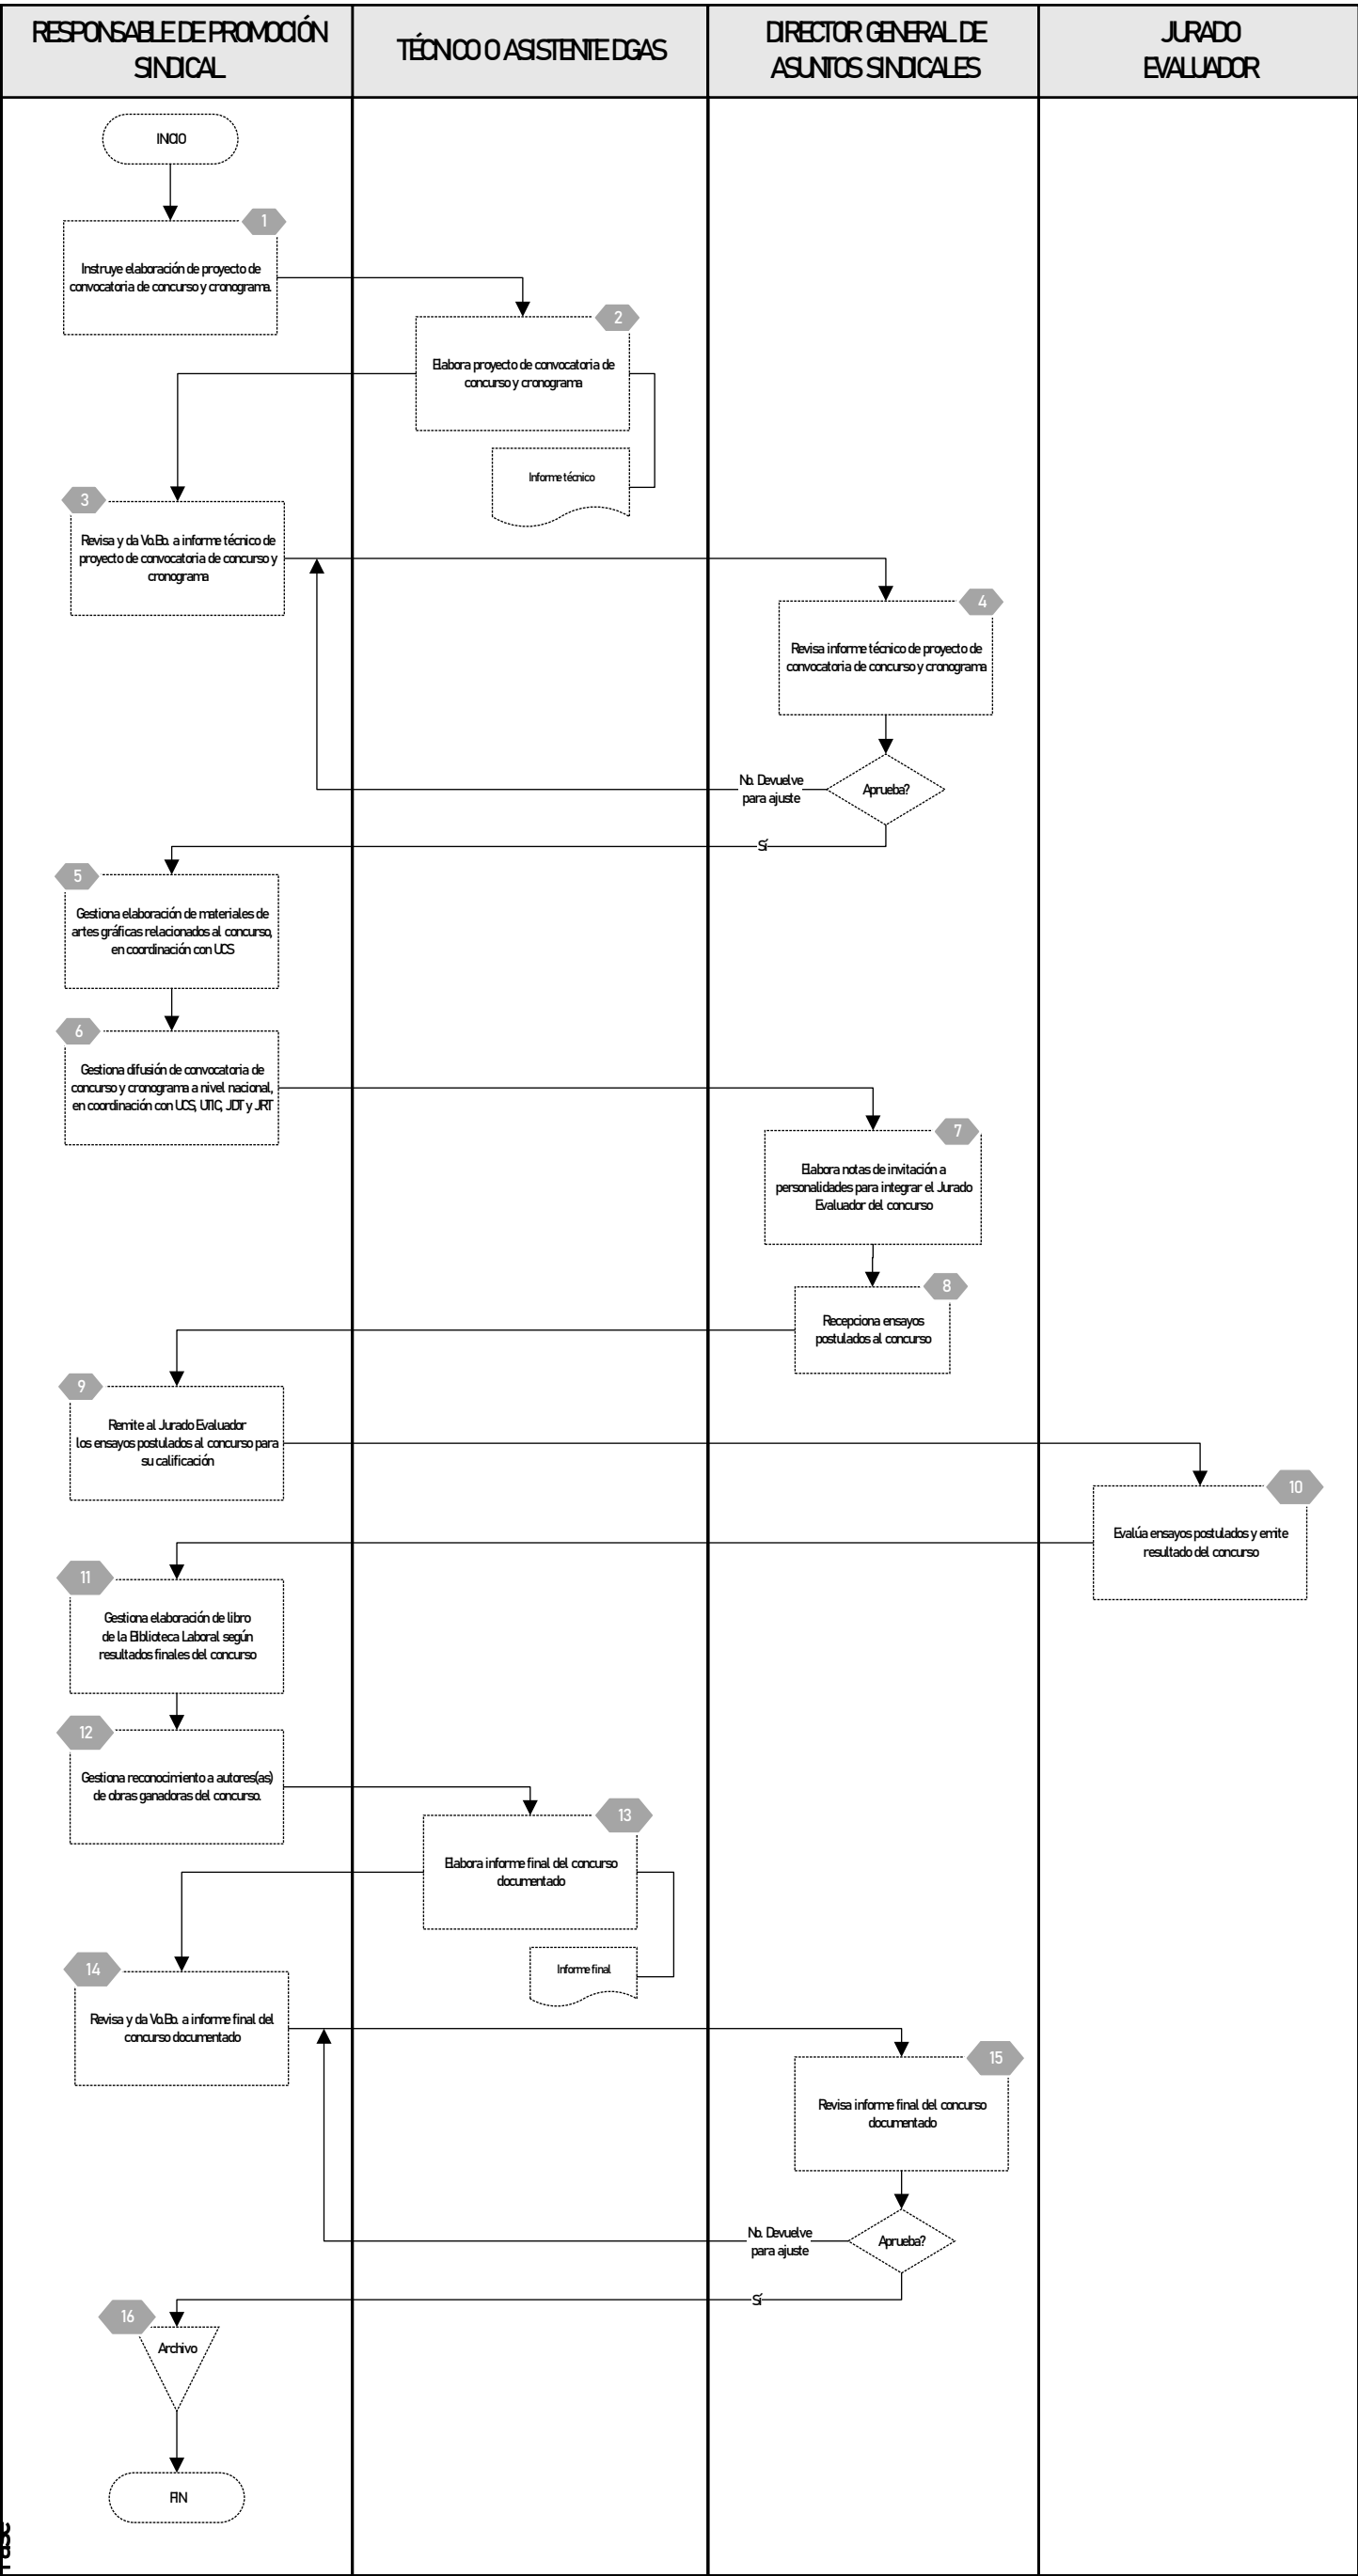 RESPONSABLE DE PROMOCIÓN
SINDICAL
TÉCNICO O ASISTENTE DGAS
DIRECTOR GENERAL DE
ASUNTOS SINDICALES
JURADO
EVALUADOR
INICIO
1
Instruye elaboración de proyecto de
convocatoria de concurso y cronograma.
2
Elabora proyecto de convocatoria de
concurso y cronograma
Informe técnico
3
Revisa y da Vo.Bo. a informe técnico de
proyecto de convocatoria de concurso y
cronograma
4
Revisa informe técnico de proyecto de
convocatoria de concurso y cronograma
Aprueba?
No. Devuelve
para ajuste
Sí
5
Gestiona elaboración de materiales de
artes gráficas relacionados al concurso,
en coordinación con UCS
6
Gestiona difusión de convocatoria de
concurso y cronograma a nivel nacional,
en coordinación con UCS, UTIC, JDT y JRT
7
Elabora notas de invitación a
personalidades para integrar el Jurado
Evaluador del concurso
8
Recepciona ensayos
postulados al concurso
9
Remite al Jurado Evaluador
los ensayos postulados al concurso para
su calificación
10
Evalúa ensayos postulados y emite
resultado del concurso
11
Gestiona elaboración de libro
de la Biblioteca Laboral según
resultados finales del concurso
12
Gestiona reconocimiento a autores(as)
de obras ganadoras del concurso.
13
Elabora informe final del concurso
documentado
Informe final
14
Revisa y da Vo.Bo. a informe final del
concurso documentado
15
Revisa informe final del concurso
documentado
Aprueba?
No. Devuelve
para ajuste
Sí
16
Archivo
FIN